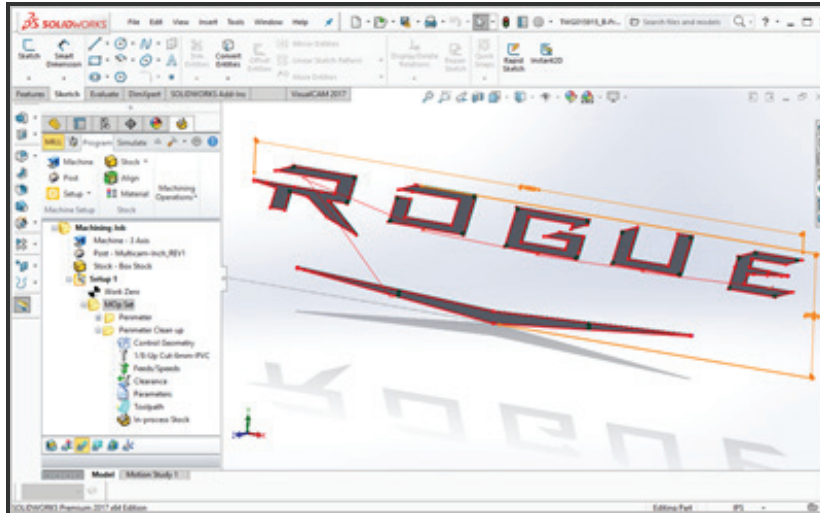 SOLIDWORKS File Edit View Insert Tools Window Help Search files and models
Sketch Smart Dimension Trim Entities Convert Entities Offset Entities Mirror Entities Linear Sketch Pattern Move Entities Display/Delete Relations Repair Sketch Quick Snaps Rapid Sketch Instant2D
Features Sketch Evaluate DimXpert SOLIDWORKS Add-Ins VisualCAM 2017
MILL Program Simulate
Machine Stock
Post Align
Setup Material Machining Operations
Machine Setup Stock
Machining Job
Machine - 3 Axis
Post - Multicam-Inch_REV1
Stock - Box Stock
Setup 1
Work Zero
MOp Set
Perimeter
Perimeter Clean up
Control Geometry
1/8-Up Cut-6mm-PVC
Feeds/Speeds
Clearance
Parameters
Toolpath
In-process Stock
ROGUE
Model Motion Study 1
SOLIDWORKS Premium 2017 x64 Edition Editing Part IPS